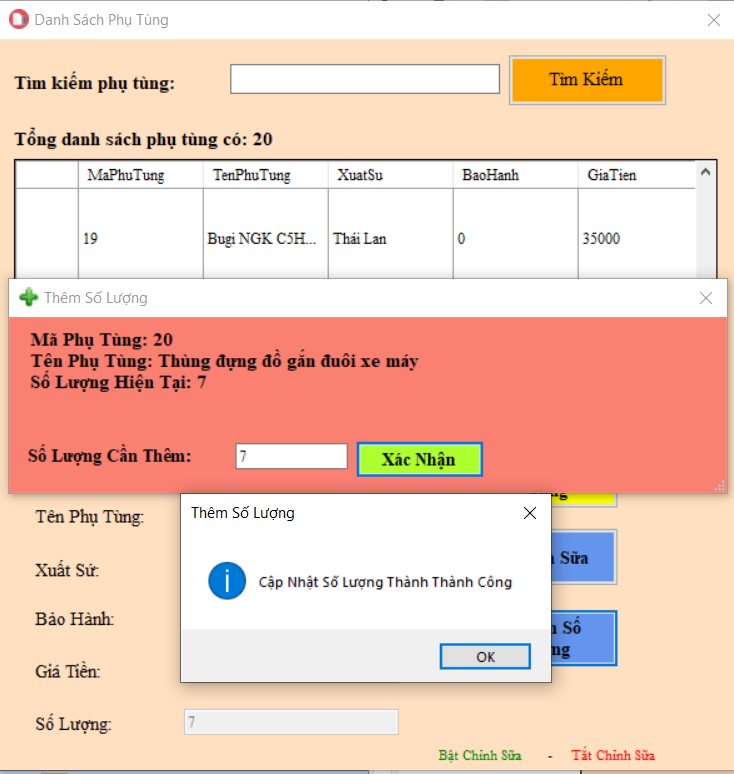 Danh Sách Phụ Tùng
Tìm kiếm phụ tùng:
Tìm Kiếm
Tổng danh sách phụ tùng có: 20
MaPhuTung TenPhuTung XuatSu BaoHanh GiaTien
19 Bugi NGK C5H... Thái Lan 0 35000
Thêm Số Lượng
Mã Phụ Tùng: 20
Tên Phụ Tùng: Thùng đựng đồ gắn đuôi xe máy
Số Lượng Hiện Tại: 7
Số Lượng Cần Thêm: 7 Xác Nhận
Tên Phụ Tùng:
Thêm Số Lượng
Xuất Sứ:
Sữa
Cập Nhật Số Lượng Thành Thành Công
Bảo Hành:
Số
OK
Giá Tiền:
Số Lượng: 7
Bật Chỉnh Sữa - Tắt Chỉnh Sữa